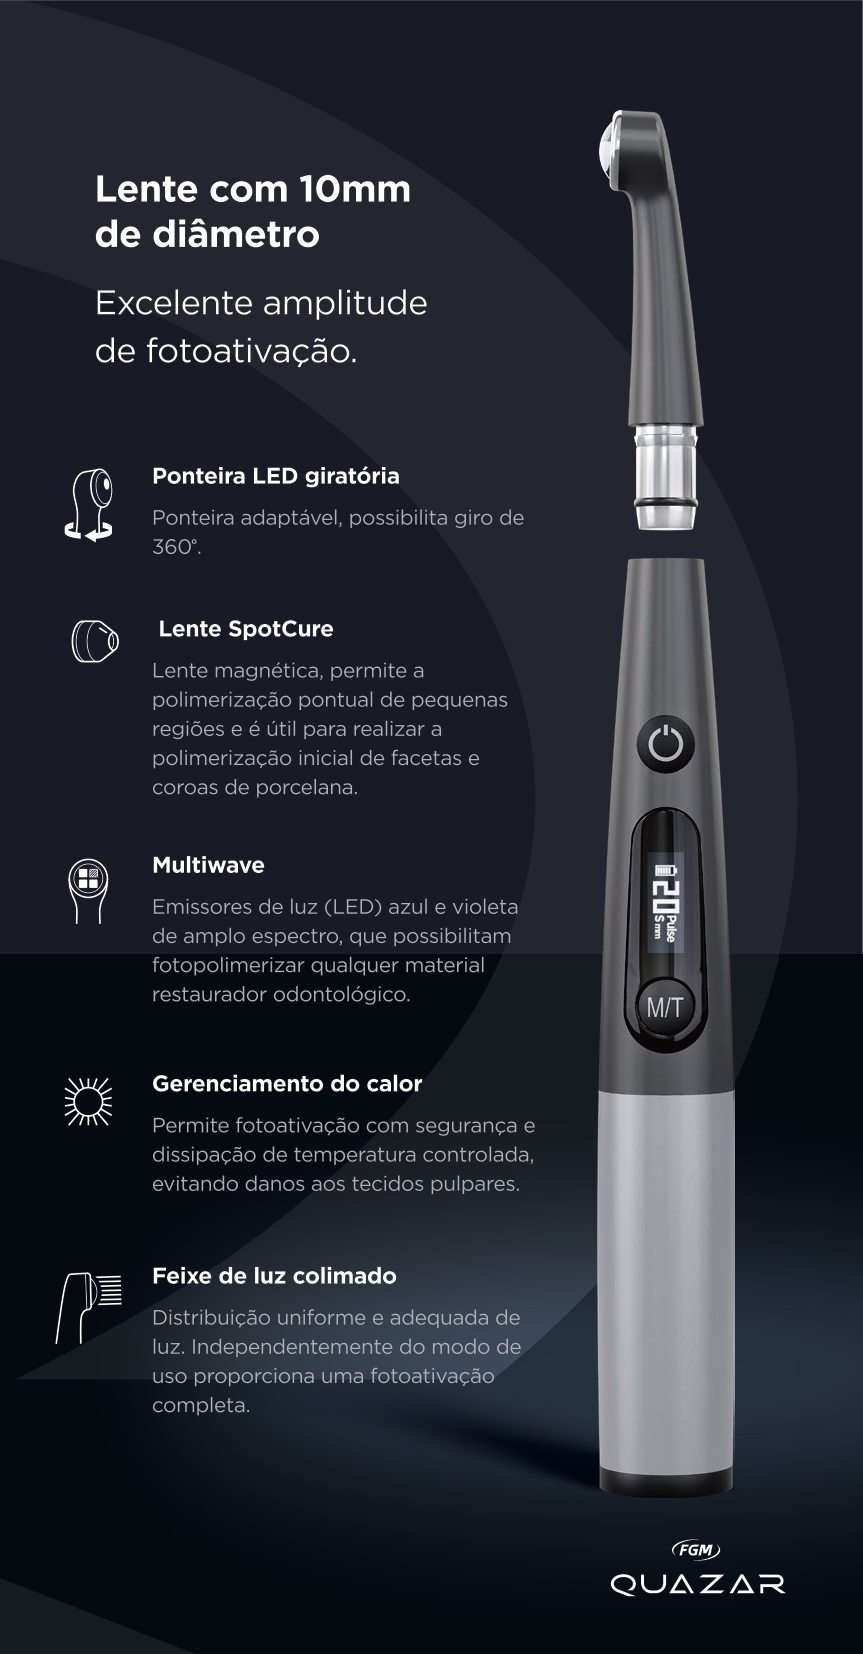 Lente com 10mm
de diâmetro
Excelente amplitude
de fotoativação.
Ponteira LED giratória
Ponteira adaptável, possibilita giro de
360°.
Lente SpotCure
Lente magnética, permite a
polimerização pontual de pequenas
regiões e é útil para realizar a
polimerização inicial de facetas e
coroas de porcelana.
Multiwave
Emissores de luz (LED) azul e violeta
de amplo espectro, que possibilitam
fotopolimerizar qualquer material
restaurador odontológico.
Gerenciamento do calor
Permite fotoativação com segurança e
dissipação de temperatura controlada,
evitando danos aos tecidos pulpares.
Feixe de luz colimado
Distribuição uniforme e adequada de
luz. Independentemente do modo de
uso proporciona uma fotoativação
completa.
20 Pulse
S mm
M/T
FGM
QUAZAR